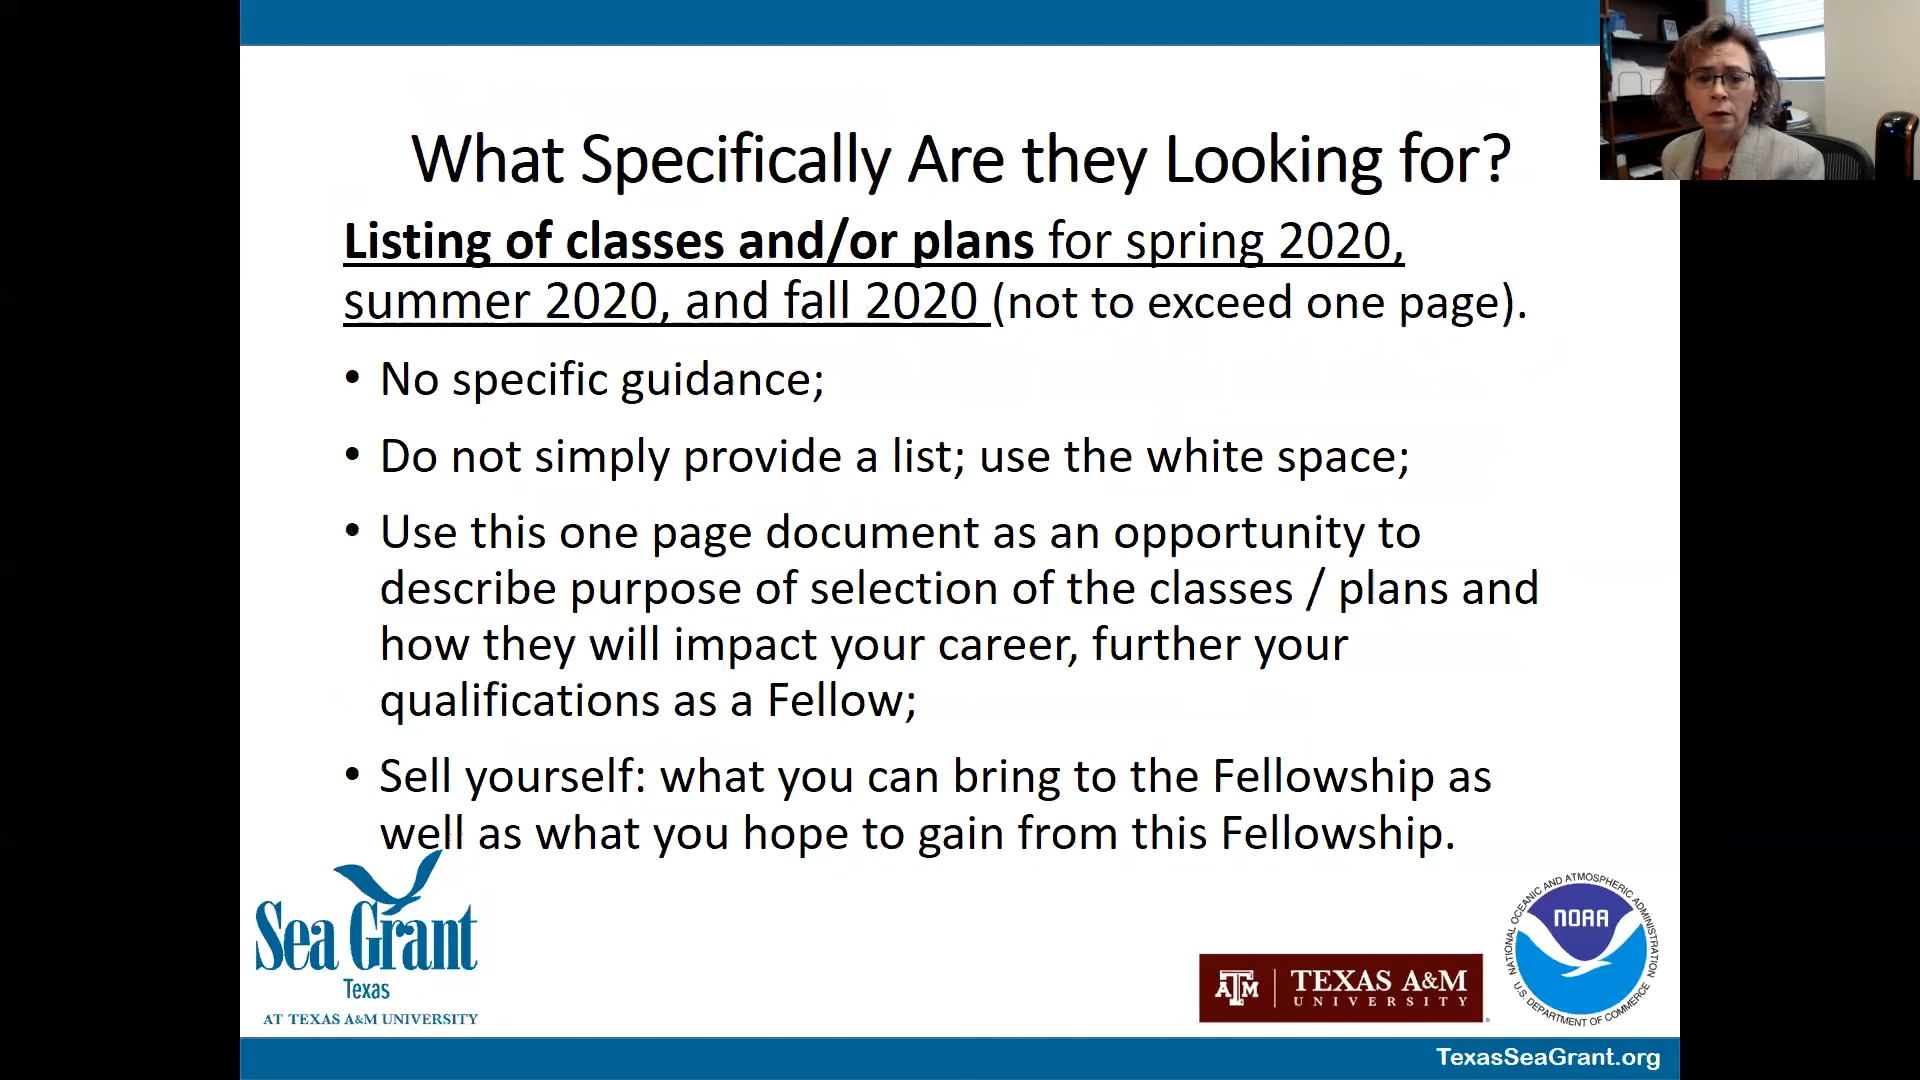 What Specifically Are they Looking for?
Listing of classes and/or plans for spring 2020,
summer 2020, and fall 2020 (not to exceed one page).
• No specific guidance;
• Do not simply provide a list; use the white space;
• Use this one page document as an opportunity to
describe purpose of selection of the classes / plans and
how they will impact your career, further your
qualifications as a Fellow;
• Sell yourself: what you can bring to the Fellowship as
well as what you hope to gain from this Fellowship.
Sea Grant
Texas
AT TEXAS A&M UNIVERSITY
ATM
TEXAS A&M
UNIVERSITY
NATIONAL OCEANIC AND ATMOSPHERIC ADMINISTRATION
NOAA
U.S. DEPARTMENT OF COMMERCE
TexasSeaGrant.org